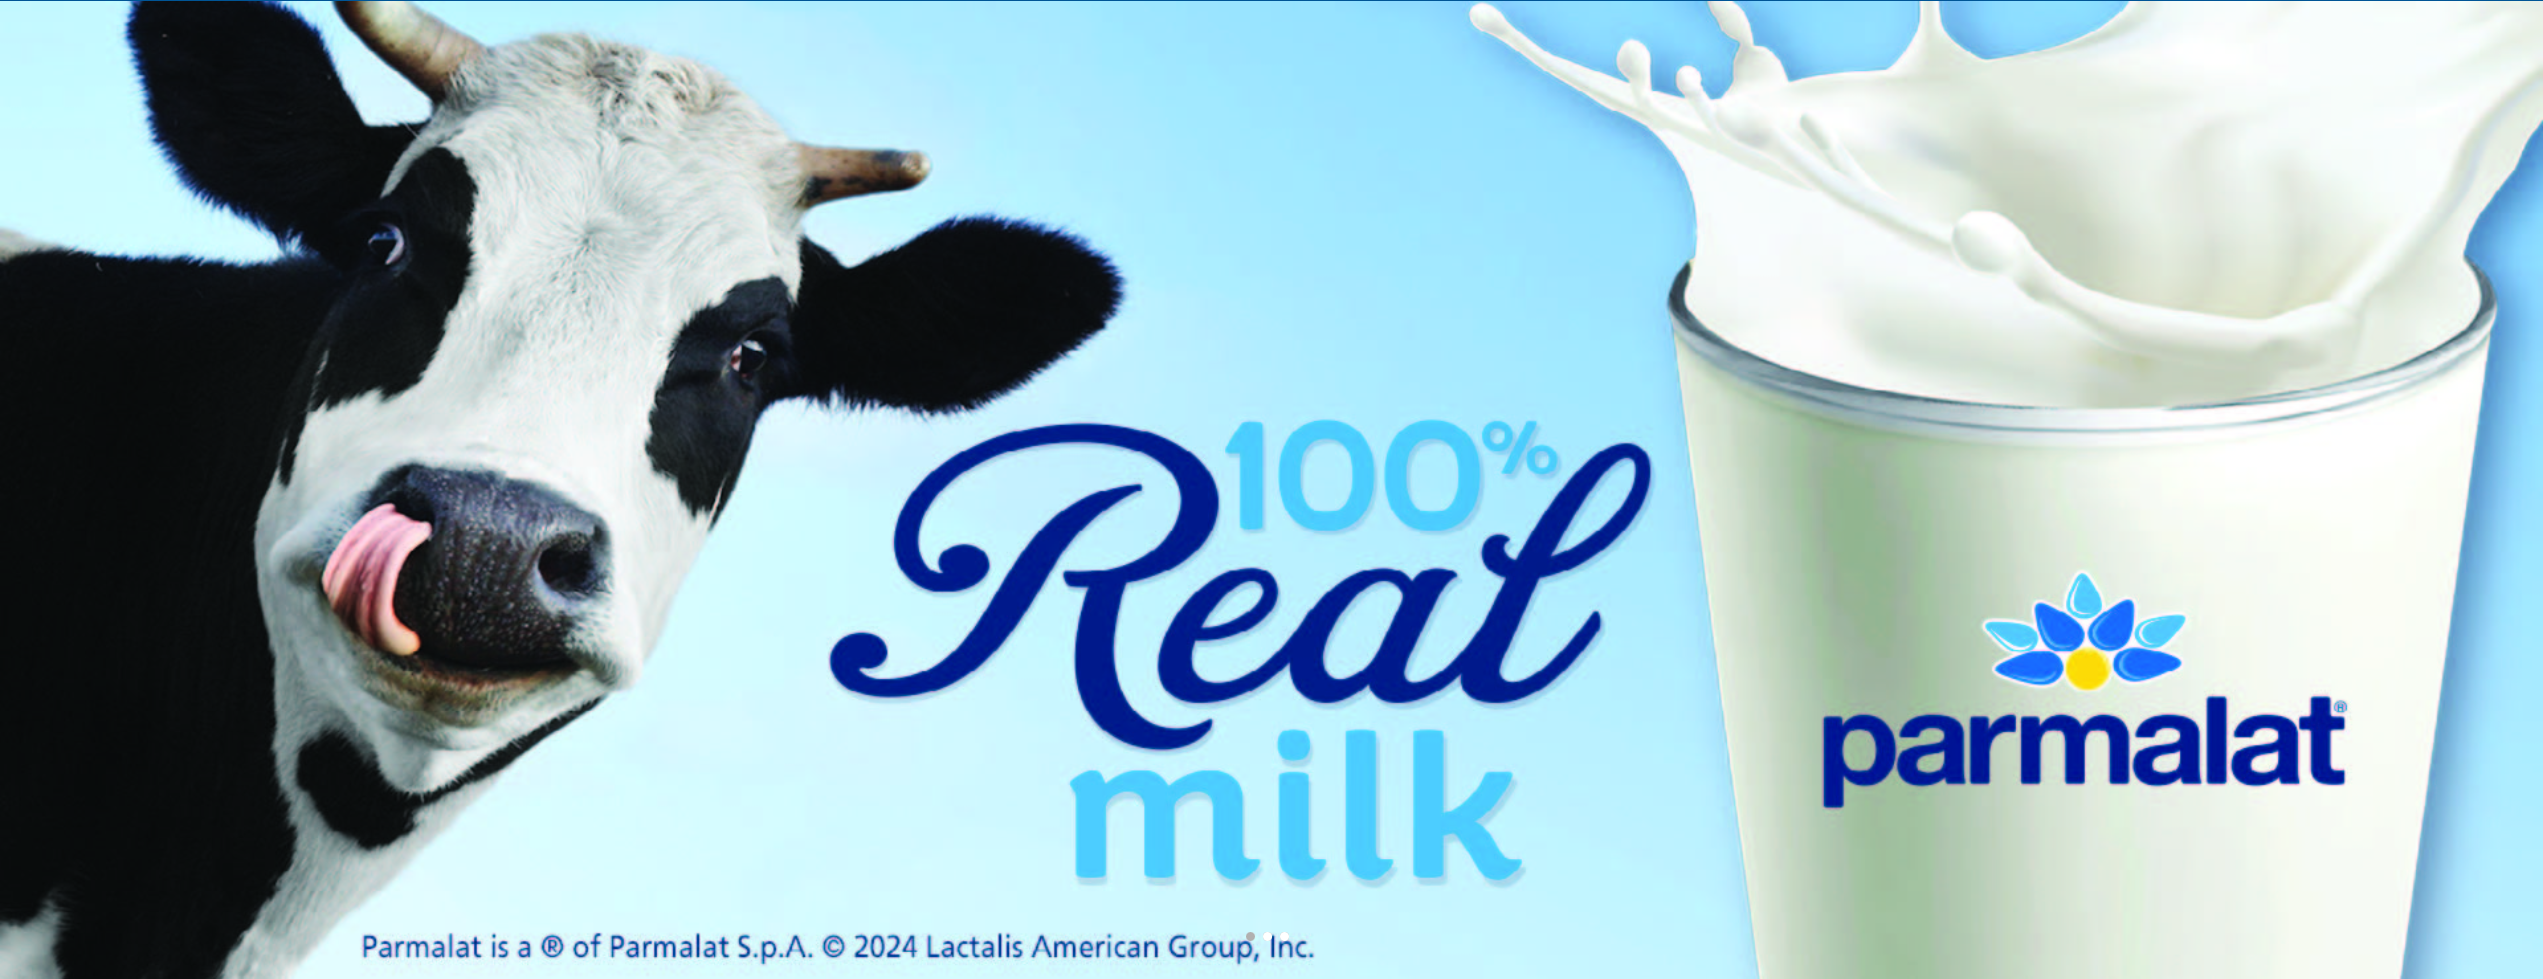 100%
Real
milk
parmalat®
Parmalat is a ® of Parmalat S.p.A. © 2024 Lactalis American Group, Inc.